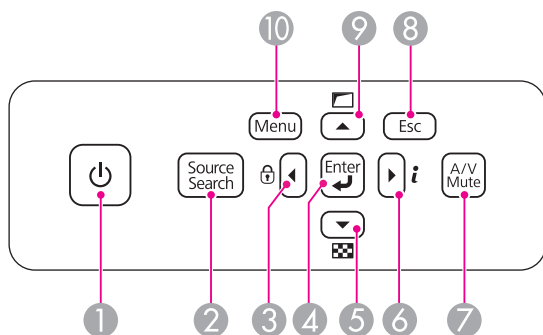 10 9 8
Menu Esc
Source
Search
Enter
i
A/V
Mute
1 2 3 4 5 6 7